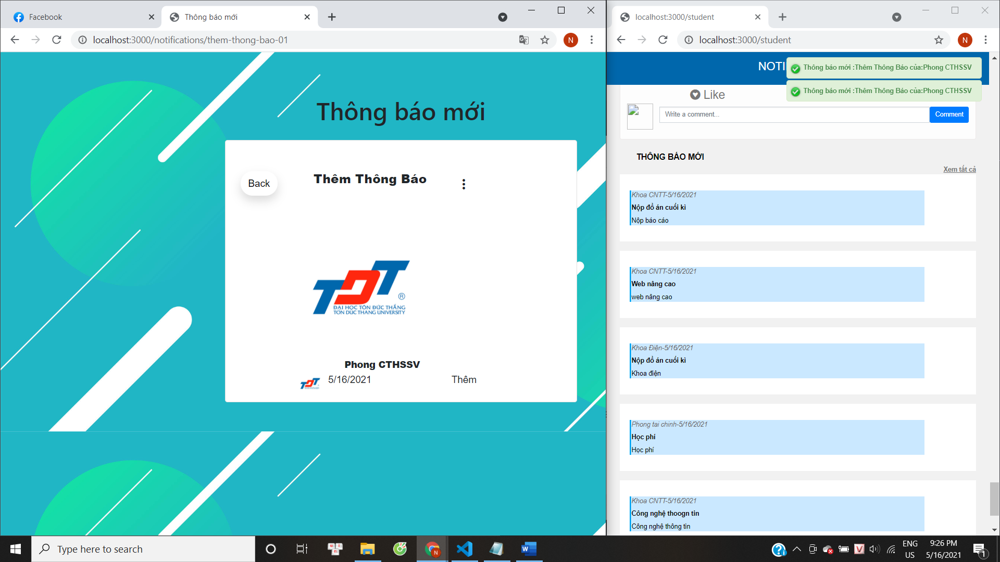 Facebook
Thông báo mới
localhost:3000/notifications/them-thong-bao-01
N
Thông báo mới
Back
Thêm Thông Báo
TDT
®
ĐẠI HỌC TÔN ĐỨC THẮNG
TON DUC THANG UNIVERSITY
Phong CTHSSV
5/16/2021
Thêm
localhost:3000/student
localhost:3000/student
N
NOTI
Thông báo mới :Thêm Thông Báo của:Phong CTHSSV
Thông báo mới :Thêm Thông Báo của:Phong CTHSSV
Like
Write a comment...
Comment
THÔNG BÁO MỚI
Xem tất cả
Khoa CNTT-5/16/2021
Nộp đồ án cuối kì
Nộp báo cáo
Khoa CNTT-5/16/2021
Web nâng cao
web nâng cao
Khoa Điện-5/16/2021
Nộp đồ án cuối kì
Khoa điện
Phong tai chinh-5/16/2021
Học phí
Học phí
Khoa CNTT-5/16/2021
Công nghệ thoogn tin
Công nghệ thông tin
Type here to search
ENG
US
9:26 PM
5/16/2021
1